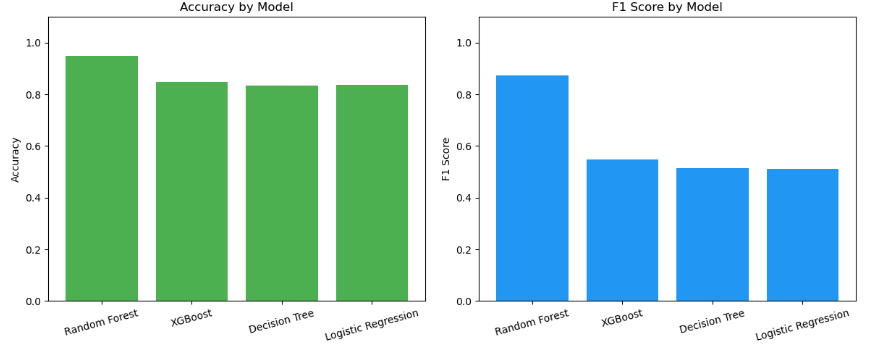 Accuracy by Model
Accuracy
1.0
0.8
0.6
0.4
0.2
0.0
Random Forest
XGBoost
Decision Tree
Logistic Regression
F1 Score by Model
F1 Score
1.0
0.8
0.6
0.4
0.2
0.0
Random Forest
XGBoost
Decision Tree
Logistic Regression